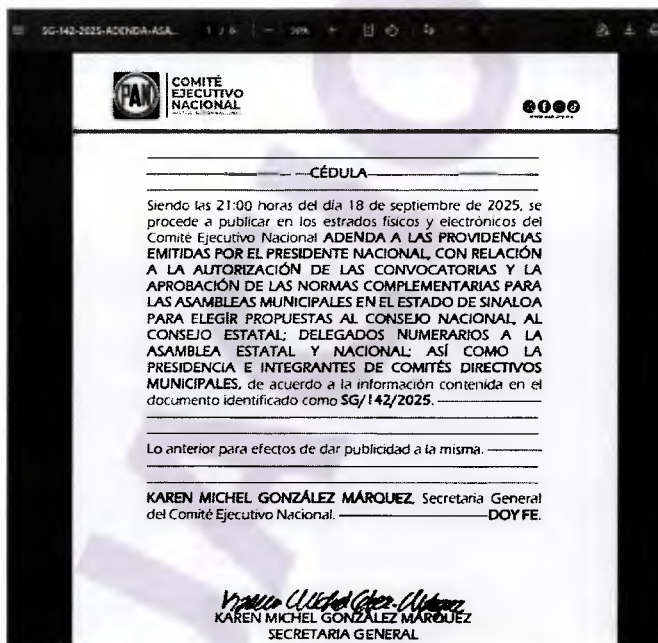 SG-142-2025-ADENDA-ASA...
1 / 6
PAN
COMITÉ
EJECUTIVO
NACIONAL
CÉDULA
Siendo las 21:00 horas del día 18 de septiembre de 2025, se
procede a publicar en los estrados físicos y electrónicos del
Comité Ejecutivo Nacional ADENDA A LAS PROVIDENCIAS
EMITIDAS POR EL PRESIDENTE NACIONAL, CON RELACIÓN
A LA AUTORIZACIÓN DE LAS CONVOCATORIAS Y LA
APROBACIÓN DE LAS NORMAS COMPLEMENTARIAS PARA
LAS ASAMBLEAS MUNICIPALES EN EL ESTADO DE SINALOA
PARA ELEGIR PROPUESTAS AL CONSEJO NACIONAL, AL
CONSEJO ESTATAL; DELEGADOS NUMERARIOS A LA
ASAMBLEA ESTATAL Y NACIONAL; ASÍ COMO LA
PRESIDENCIA E INTEGRANTES DE COMITÉS DIRECTIVOS
MUNICIPALES, de acuerdo a la información contenida en el
documento identificado como SG/142/2025.
Lo anterior para efectos de dar publicidad a la misma.
KAREN MICHEL GONZÁLEZ MÁRQUEZ, Secretaria General
del Comité Ejecutivo Nacional. DOY FE.
KAREN MICHEL GONZÁLEZ MÁRQUEZ
SECRETARIA GENERAL